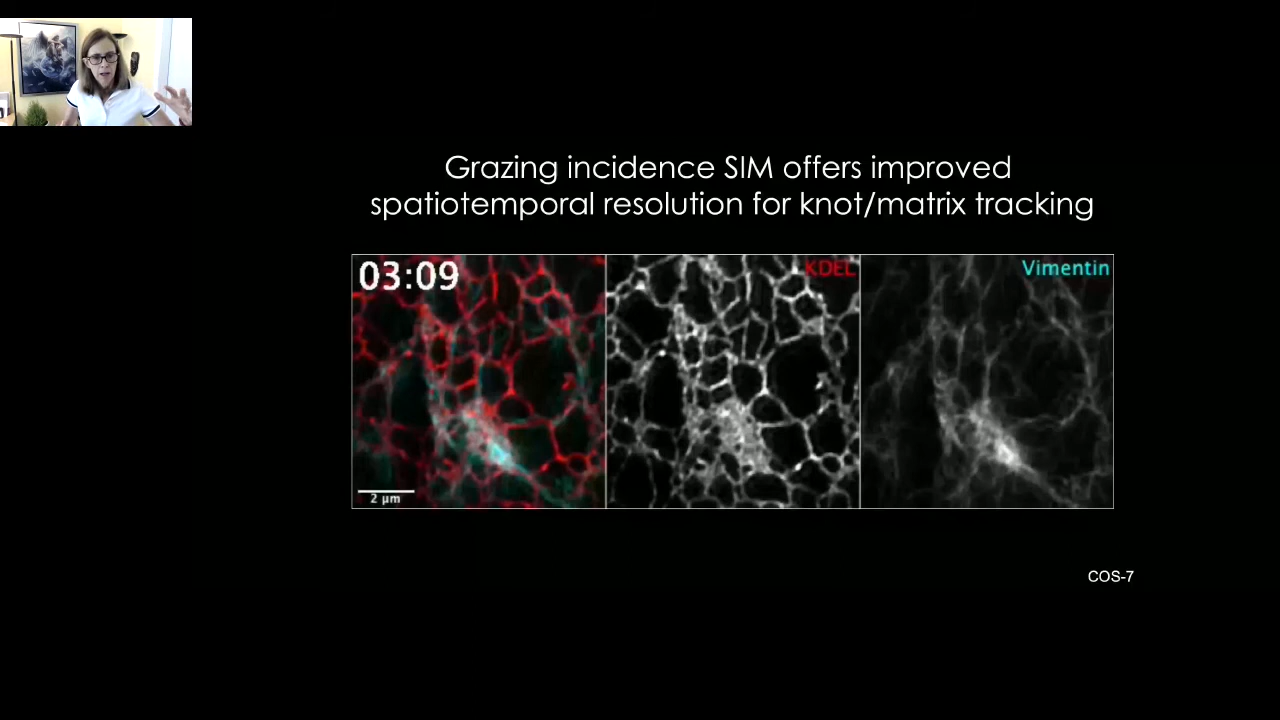 Grazing incidence SIM offers improved
spatiotemporal resolution for knot/matrix tracking
03:09
KDEL
Vimentin
2 µm
COS-7